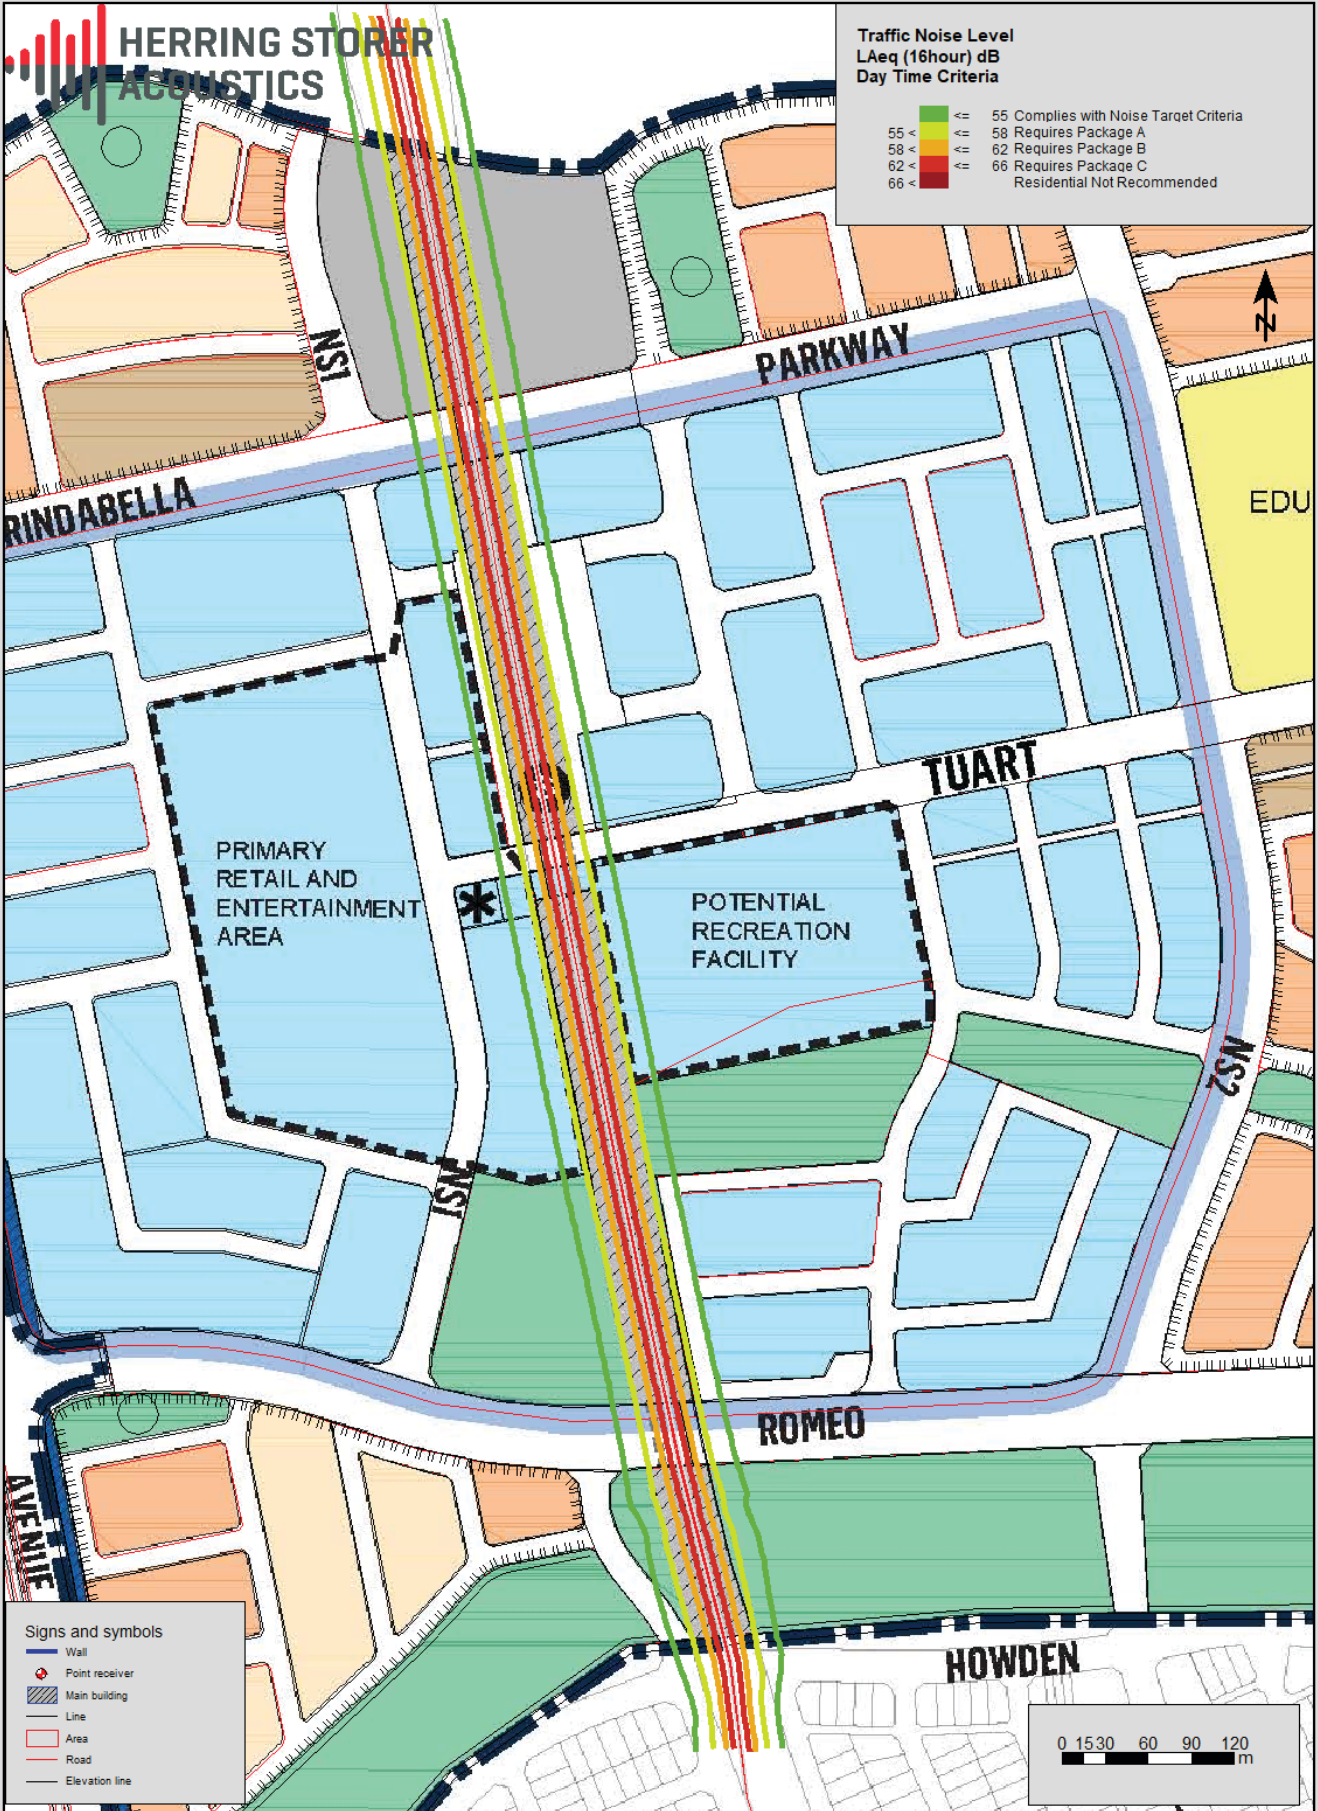 HERRING STORER
ACOUSTICS
Traffic Noise Level
LAeq (16hour) dB
Day Time Criteria
<= 55 Complies with Noise Target Criteria
55 < <= 58 Requires Package A
58 < <= 62 Requires Package B
62 < <= 66 Requires Package C
66 < Residential Not Recommended
N
NS1
PARKWAY
RINDABELLA
EDU
TUART
PRIMARY
RETAIL AND
ENTERTAINMENT
AREA
*
POTENTIAL
RECREATION
FACILITY
NS2
NS1
ROMEO
AVENUE
HOWDEN
Signs and symbols
Wall
Point receiver
Main building
Line
Area
Road
Elevation line
0 15 30 60 90 120
m